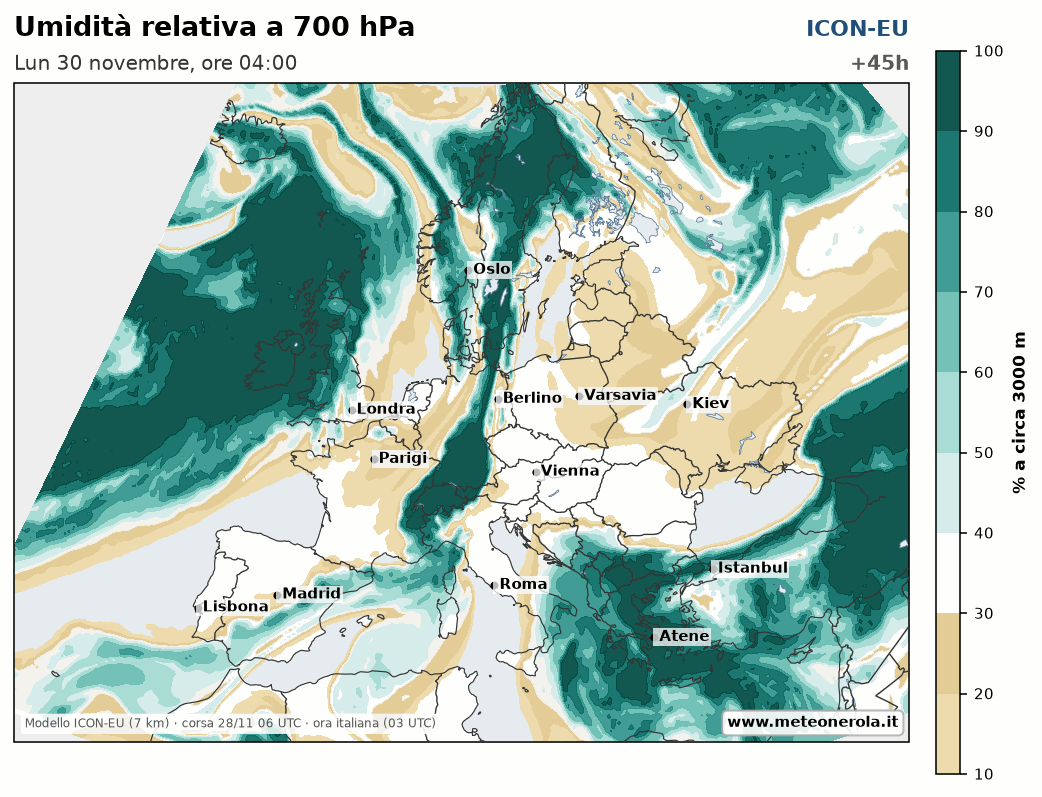 Umidità relativa a 700 hPa
ICON-EU
Lun 30 novembre, ore 04:00
+45h
100
90
80
70
60
50
40
30
20
10
% a circa 3000 m
Oslo
Berlino
Varsavia
Kiev
Londra
Parigi
Vienna
Istanbul
Roma
Madrid
Lisbona
Atene
Modello ICON-EU (7 km) · corsa 28/11 06 UTC · ora italiana (03 UTC)
www.meteonerola.it